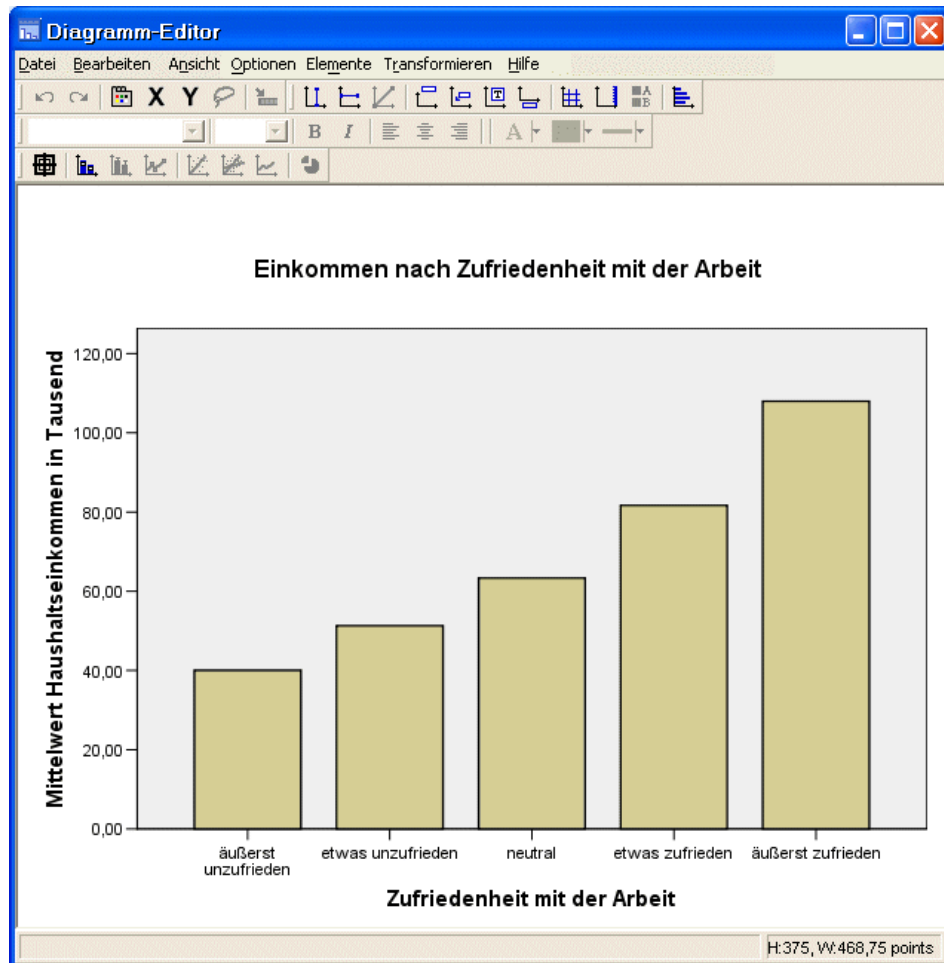 Diagramm-Editor
Datei Bearbeiten Ansicht Optionen Elemente Transformieren Hilfe
X Y T A B
B I A
Einkommen nach Zufriedenheit mit der Arbeit
Mittelwert Haushaltseinkommen in Tausend
120,00
100,00
80,00
60,00
40,00
20,00
0,00
äußerst
unzufrieden
etwas unzufrieden
neutral
etwas zufrieden
äußerst zufrieden
Zufriedenheit mit der Arbeit
H:375, W:468,75 points